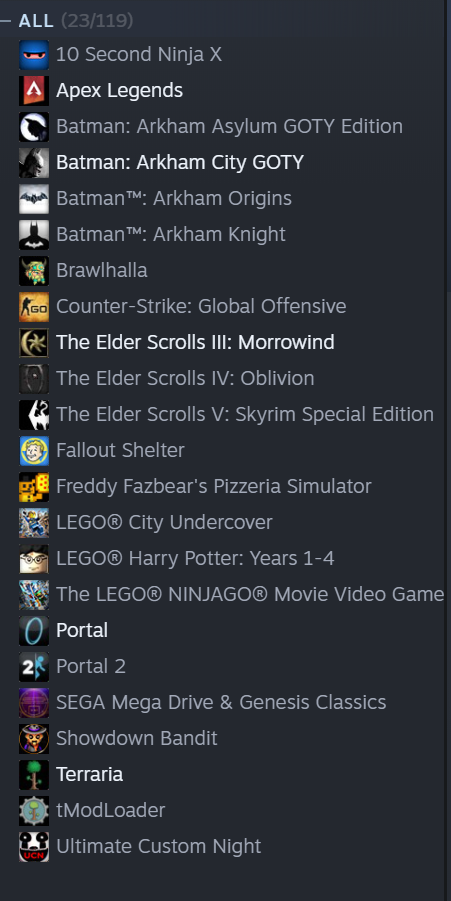 — ALL (23/119)
10 Second Ninja X
Apex Legends
Batman: Arkham Asylum GOTY Edition
Batman: Arkham City GOTY
Batman™: Arkham Origins
Batman™: Arkham Knight
Brawlhalla
GO Counter-Strike: Global Offensive
The Elder Scrolls III: Morrowind
The Elder Scrolls IV: Oblivion
The Elder Scrolls V: Skyrim Special Edition
Fallout Shelter
Freddy Fazbear's Pizzeria Simulator
LEGO® City Undercover
LEGO® Harry Potter: Years 1-4
The LEGO® NINJAGO® Movie Video Game
Portal
2 Portal 2
SEGA Mega Drive & Genesis Classics
Showdown Bandit
Terraria
tModLoader
UCN Ultimate Custom Night